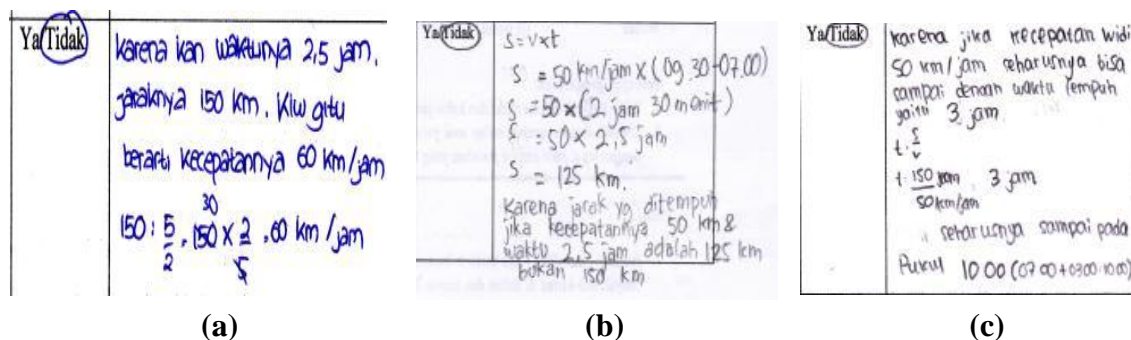 Ya/Tidak
Karena kan waktunya 2,5 jam.
jaraknya 150 km. Klw gitu
berarti kecepatannya 60 km/jam
30
150 : 5/2 = 150 x 2/5 = 60 km/jam
(a)
Ya/Tidak
S = v x t
S = 50 km/jam x (09.30-07.00)
S = 50 x (2 jam 30 menit)
S = 50 x 2,5 jam
S = 125 km.
Karena jarak yg ditempuh
jika kecepatannya 50 km &
waktu 2,5 jam adalah 125 km
bukan 150 km
(b)
Ya/Tidak
Karena jika kecepatan Widi
50 km/jam seharusnya bisa
sampai dengan waktu tempuh
yaitu 3 jam
t = s/v
t = 150 km / 50 km/jam = 3 jam
seharusnya sampai pada
Pukul 10 00 (07 00 + 03 00 = 10 00)
(c)